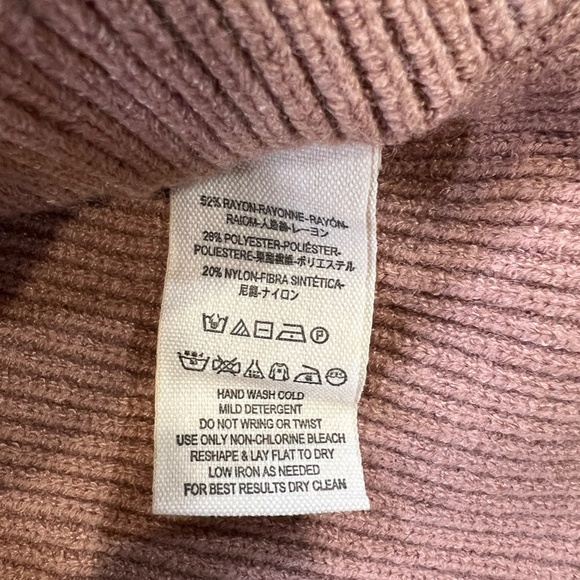 52% RAYON-RAYONNE-RAYÓN-
RAIOM-人造絲-レーヨン
28% POLYESTER-POLIÉSTER-
POLIESTERE-聚酯纖維-ポリエステル
20% NYLON-FIBRA SINTÉTICA-
尼龍-ナイロン
HAND WASH COLD
MILD DETERGENT
DO NOT WRING OR TWIST
USE ONLY NON-CHLORINE BLEACH
RESHAPE & LAY FLAT TO DRY
LOW IRON AS NEEDED
FOR BEST RESULTS DRY CLEAN